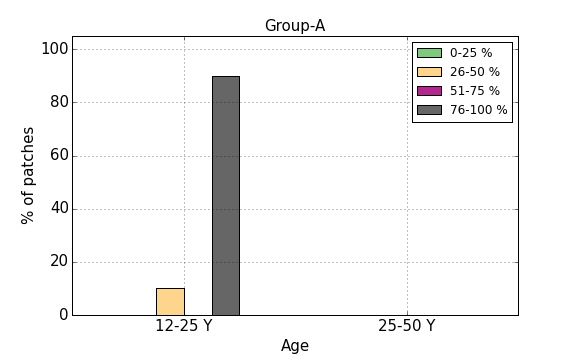 Group-A
100
80
60
40
20
0
% of patches
0-25 %
26-50 %
51-75 %
76-100 %
12-25 Y
25-50 Y
Age